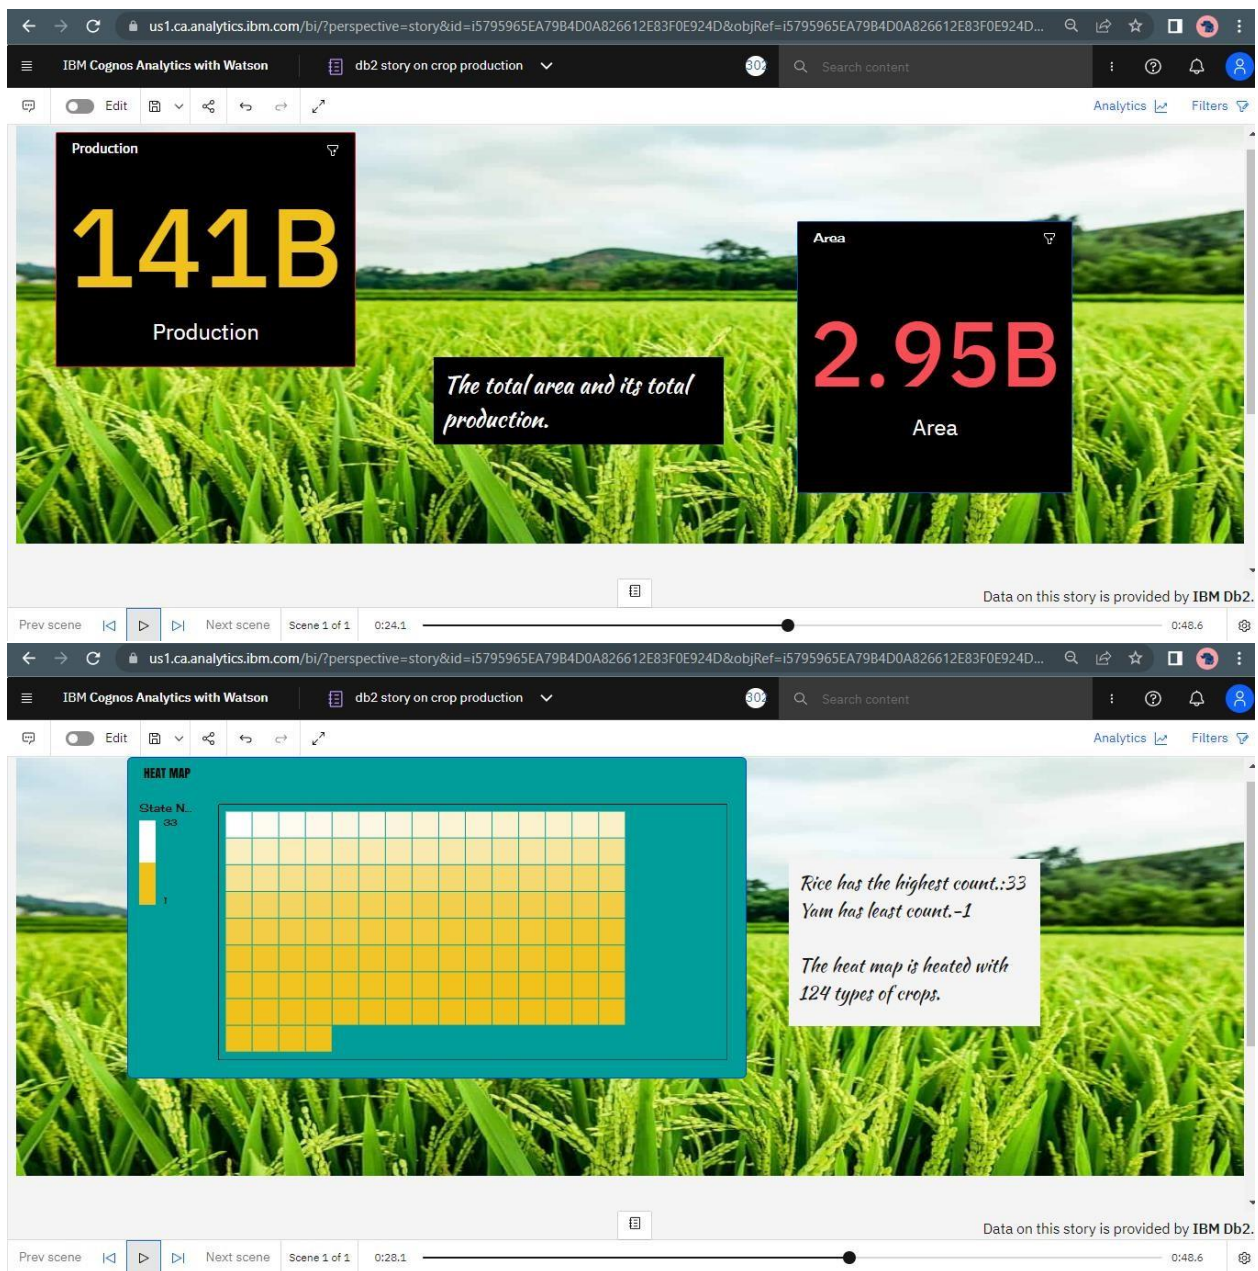 us1.ca.analytics.ibm.com/bi/?perspective=story&id=i5795965EA79B4D0A826612E83F0E924D&objRef=i5795965EA79B4D0A826612E83F0E924D...
IBM Cognos Analytics with Watson
db2 story on crop production
302
Search content
Edit
Analytics
Filters
Production
141B
Production
Area
2.95B
Area
The total area and its total
production.
Data on this story is provided by IBM Db2.
Prev scene
Next scene
Scene 1 of 1
0:24.1
0:48.6
us1.ca.analytics.ibm.com/bi/?perspective=story&id=i5795965EA79B4D0A826612E83F0E924D&objRef=i5795965EA79B4D0A826612E83F0E924D...
IBM Cognos Analytics with Watson
db2 story on crop production
302
Search content
Edit
Analytics
Filters
HEAT MAP
State N...
33
1
Rice has the highest count.:33
Yam has least count.-1
The heat map is heated with
124 types of crops.
Data on this story is provided by IBM Db2.
Prev scene
Next scene
Scene 1 of 1
0:28.1
0:48.6